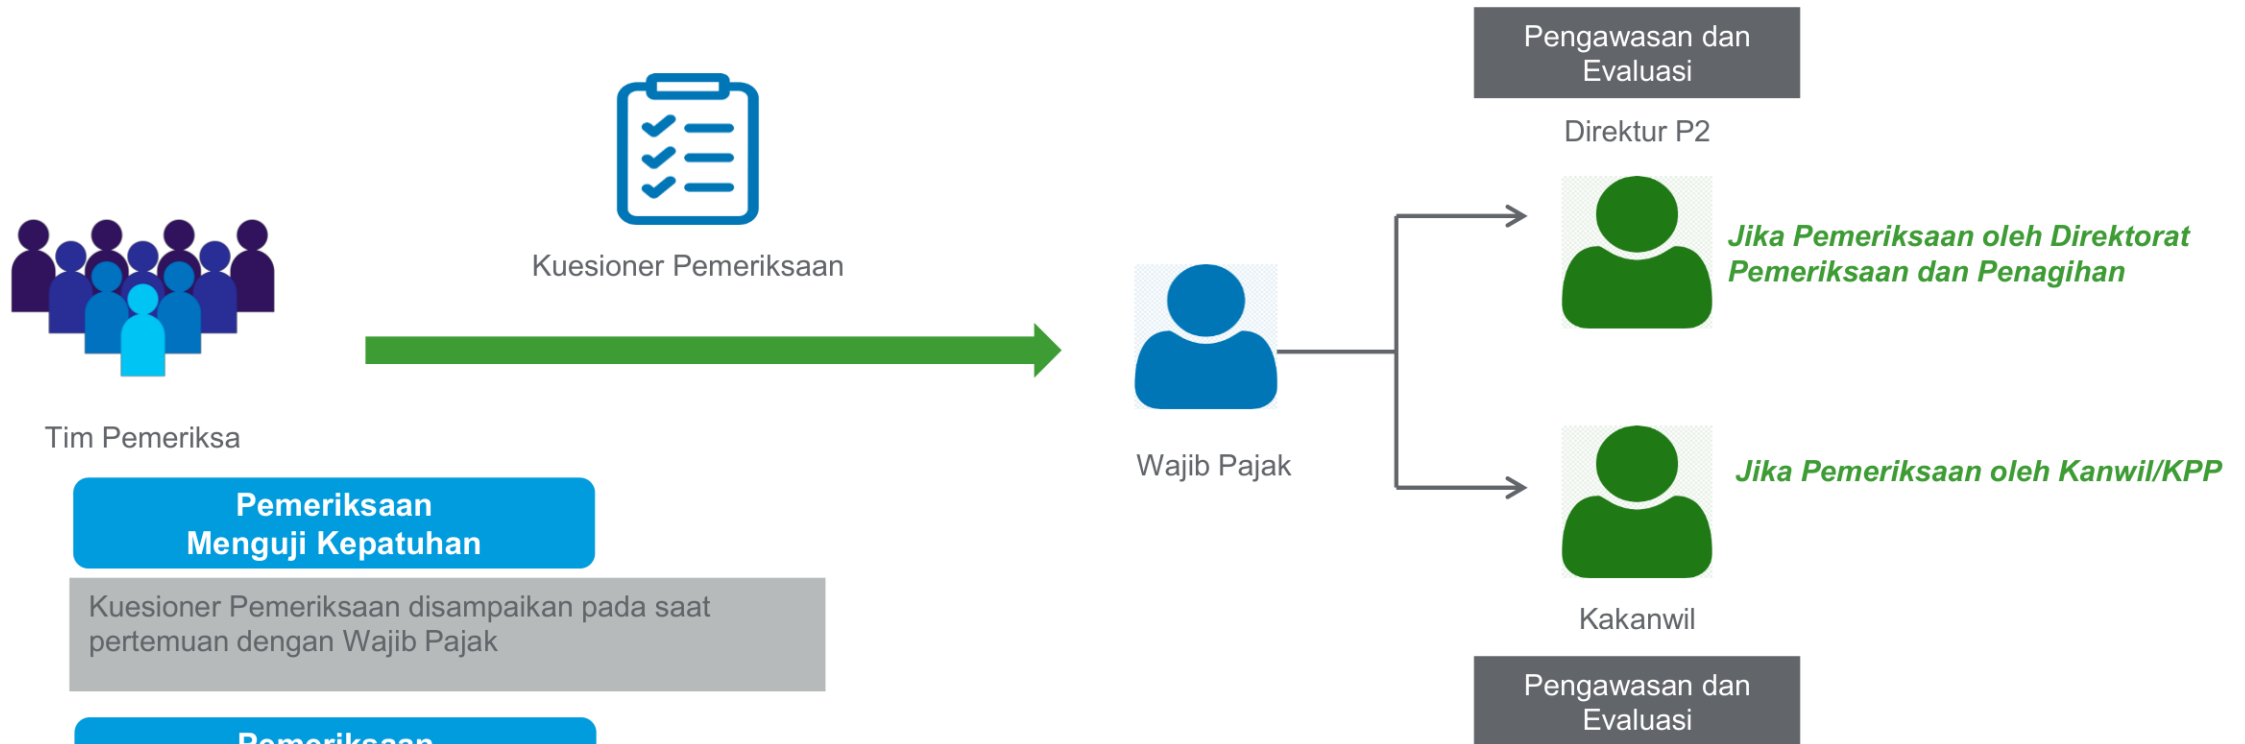 Pengawasan dan
Evaluasi
Direktur P2
Jika Pemeriksaan oleh Direktorat
Pemeriksaan dan Penagihan
Kuesioner Pemeriksaan
Tim Pemeriksa
Wajib Pajak
Jika Pemeriksaan oleh Kanwil/KPP
Pemeriksaan
Menguji Kepatuhan
Kuesioner Pemeriksaan disampaikan pada saat
pertemuan dengan Wajib Pajak
Kakanwil
Pengawasan dan
Evaluasi
Pemeriksaan